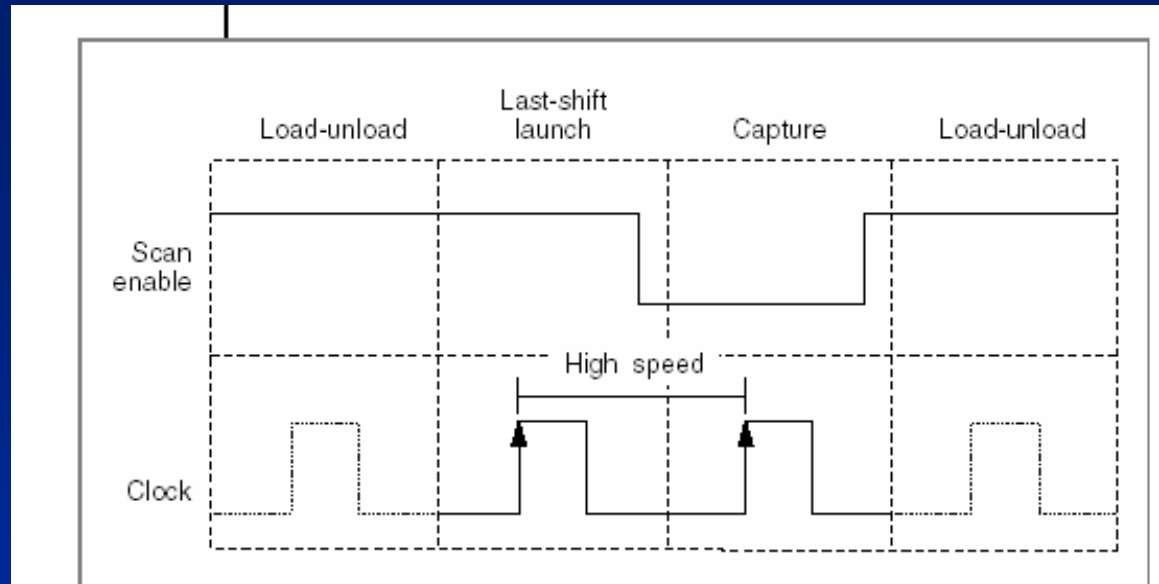 Load-unload
Last-shift
launch
Capture
Load-unload
Scan
enable
High speed
Clock